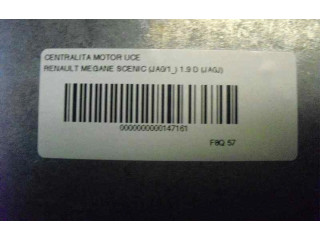 CENTRALITA MOTOR UCE
RENAULT MEGANE SCENIC (JA0/1_) 1.9 D (JA0J)
0000000000147161
F8Q 57